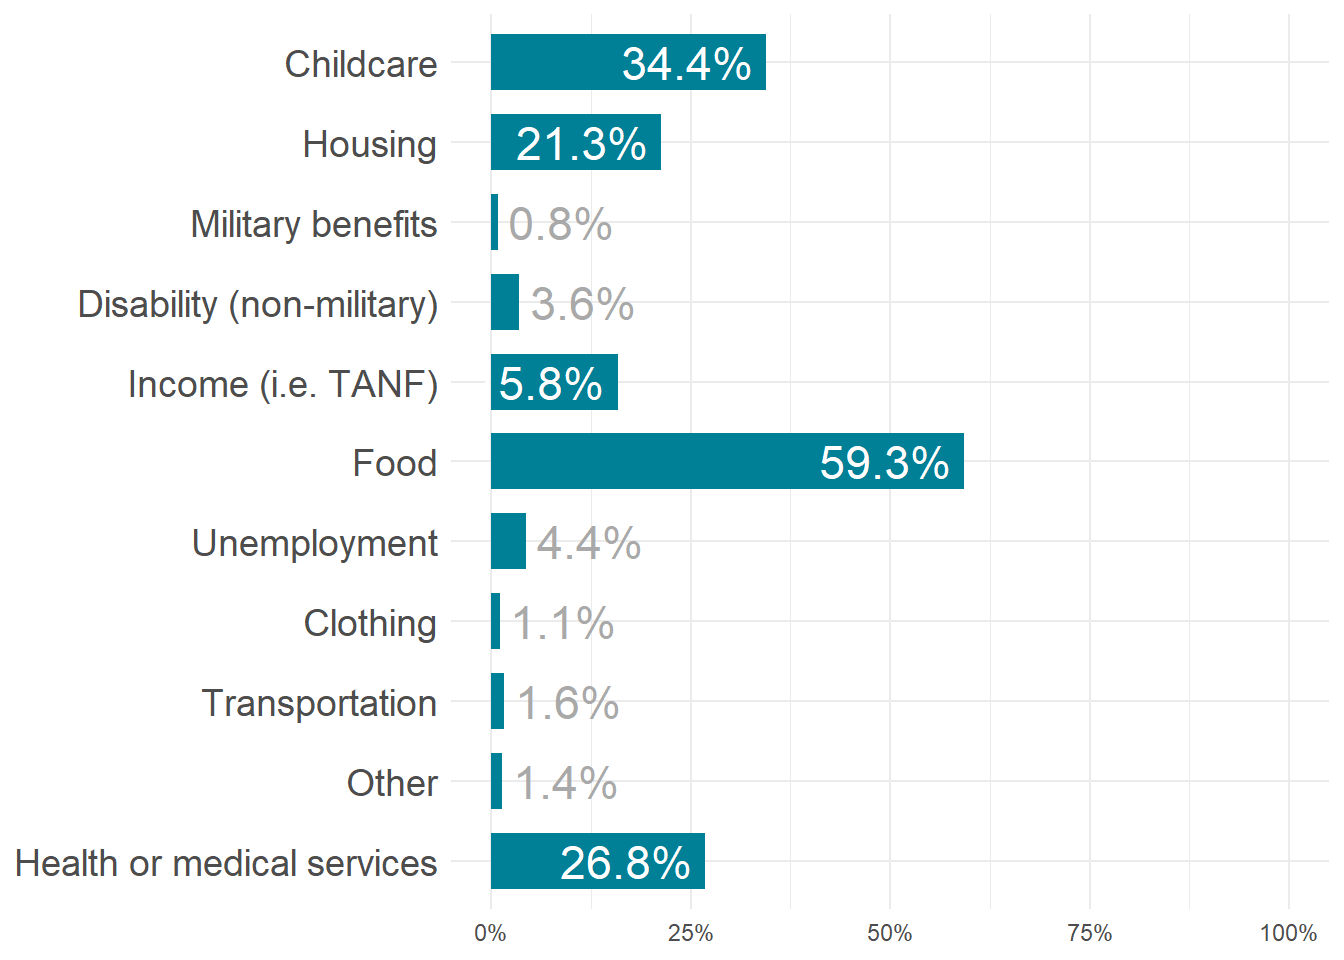 Childcare 34.4%
Housing 21.3%
Military benefits 0.8%
Disability (non-military) 3.6%
Income (i.e. TANF) 5.8%
Food 59.3%
Unemployment 4.4%
Clothing 1.1%
Transportation 1.6%
Other 1.4%
Health or medical services 26.8%
0% 25% 50% 75% 100%